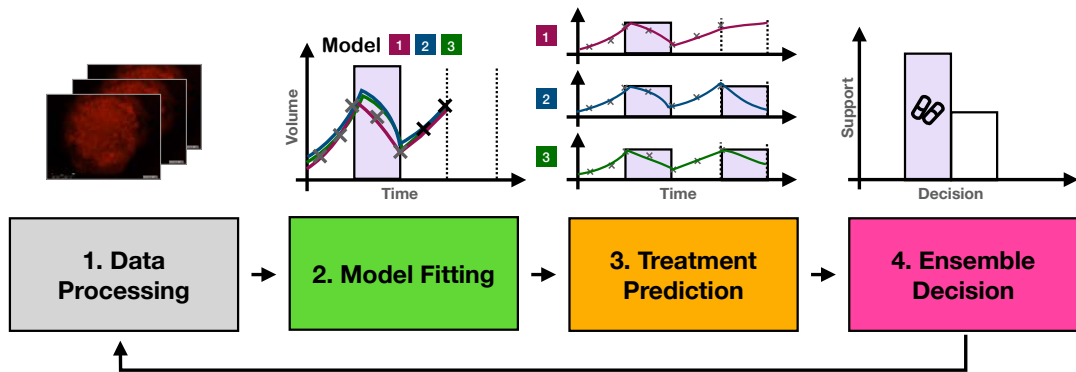 Model 1 2 3
Volume
Time
1
2
3
Time
Support
Decision
1. Data
Processing
2. Model Fitting
3. Treatment
Prediction
4. Ensemble
Decision